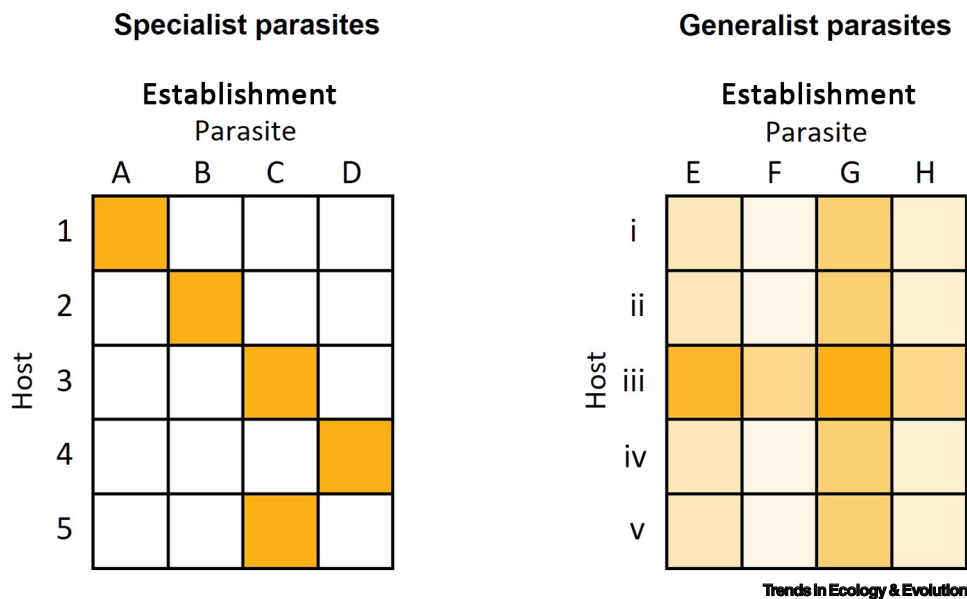 Specialist parasites
Establishment
Parasite
A B C D
Host
1
2
3
4
5
Generalist parasites
Establishment
Parasite
E F G H
Host
i
ii
iii
iv
v
Trends in Ecology & Evolution